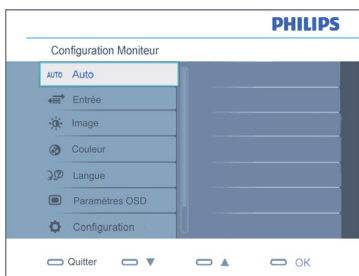 PHILIPS
Configuration Moniteur
AUTO Auto
Entrée
Image
Couleur
Langue
Paramètres OSD
Configuration
Quitter ▼ ▲ OK